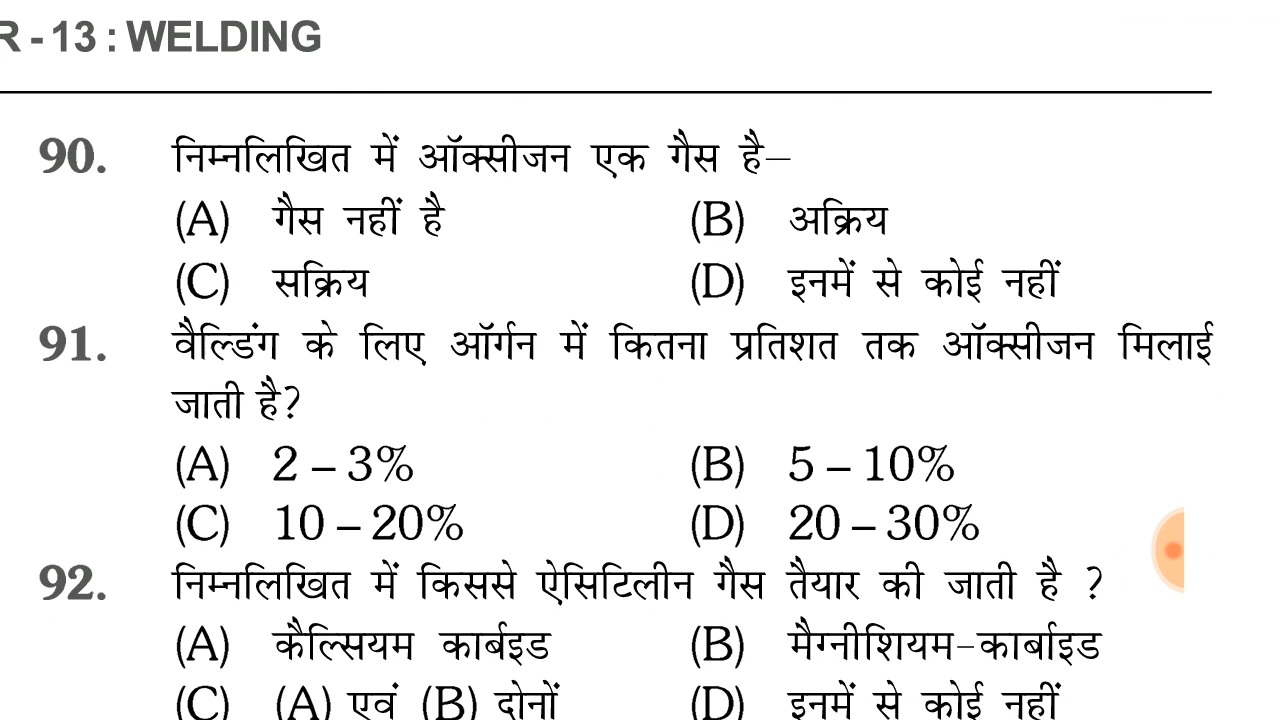 R - 13 : WELDING
90. निम्नलिखित में ऑक्सीजन एक गैस है–
(A) गैस नहीं है (B) अक्रिय
(C) सक्रिय (D) इनमें से कोई नहीं
91. वैल्डिंग के लिए ऑर्गन में कितना प्रतिशत तक ऑक्सीजन मिलाई
जाती है?
(A) 2 – 3% (B) 5 – 10%
(C) 10 – 20% (D) 20 – 30%
92. निम्नलिखित में किससे ऐसिटिलीन गैस तैयार की जाती है ?
(A) कैल्सियम कार्बइड (B) मैग्नीशियम-कार्बाइड
(C) (A) एवं (B) दोनों (D) इनमें से कोई नहीं